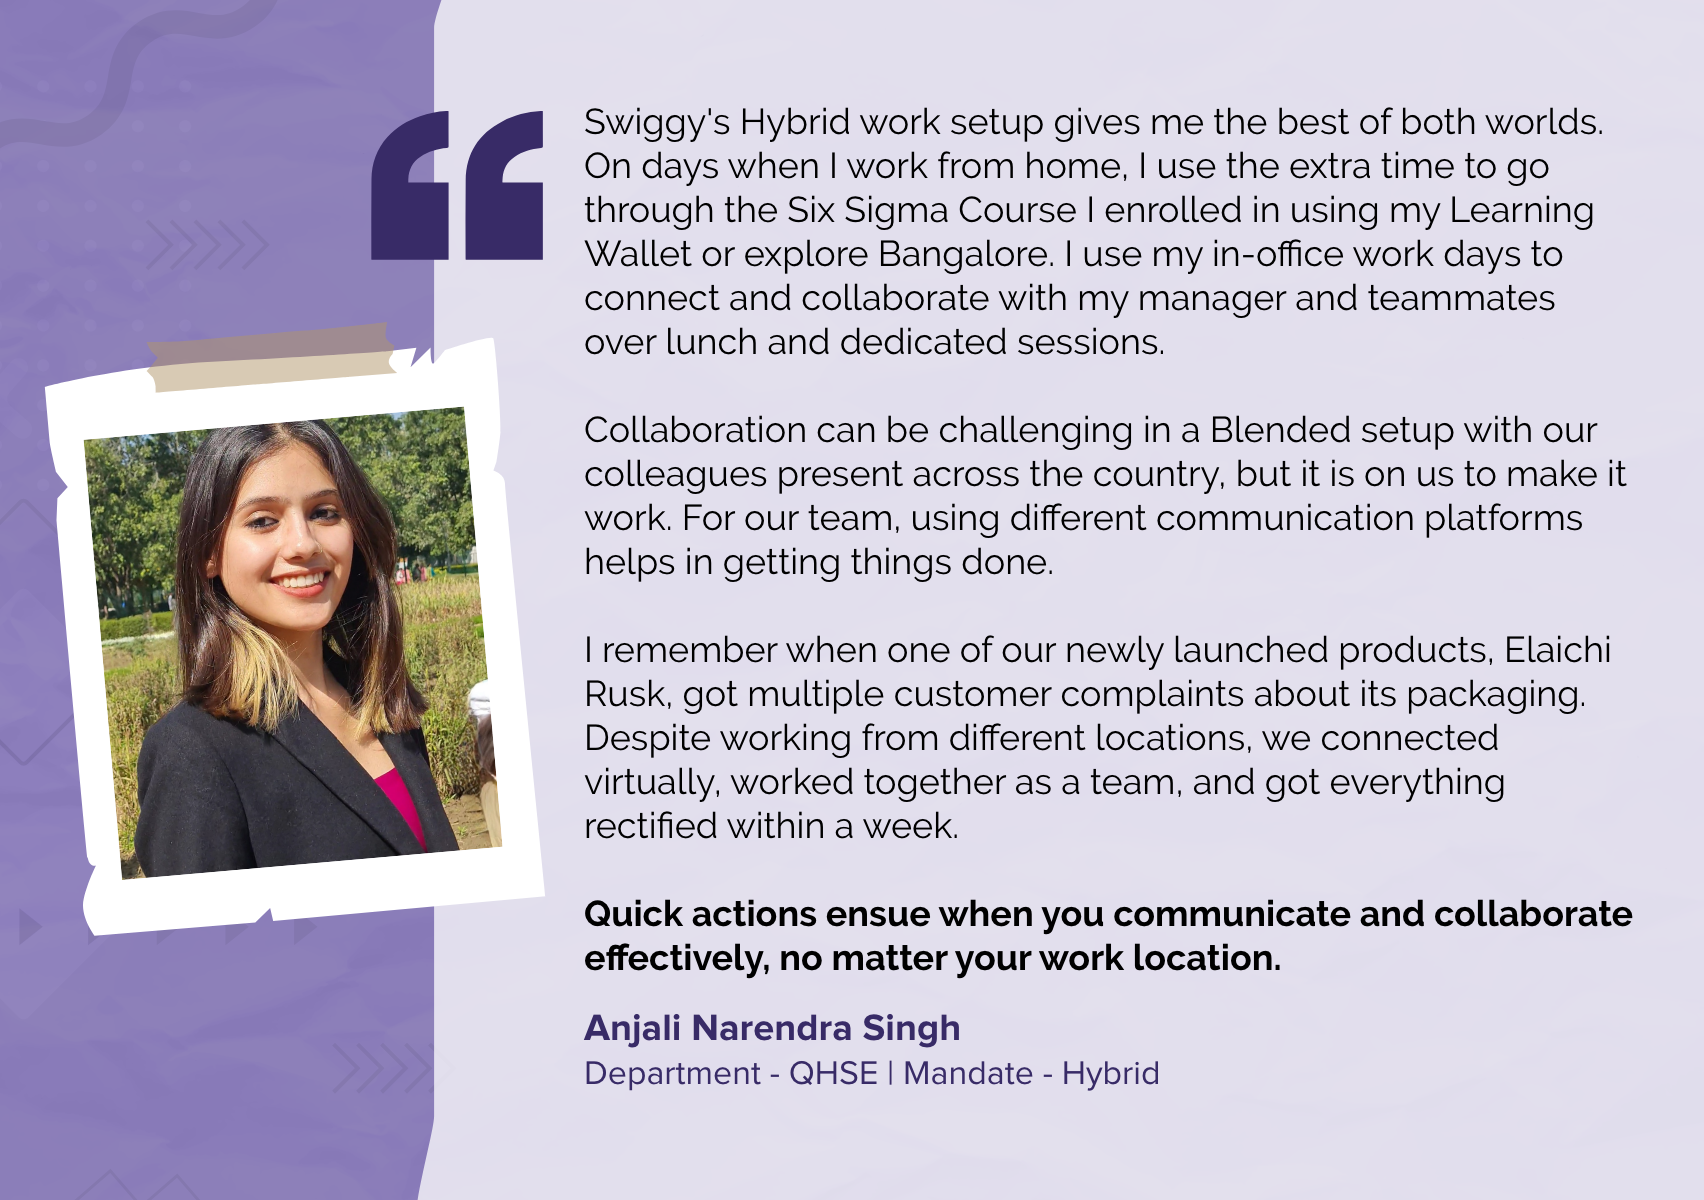 Swiggy's Hybrid work setup gives me the best of both worlds.
On days when I work from home, I use the extra time to go
through the Six Sigma Course I enrolled in using my Learning
Wallet or explore Bangalore. I use my in-office work days to
connect and collaborate with my manager and teammates
over lunch and dedicated sessions.
Collaboration can be challenging in a Blended setup with our
colleagues present across the country, but it is on us to make it
work. For our team, using different communication platforms
helps in getting things done.
I remember when one of our newly launched products, Elaichi
Rusk, got multiple customer complaints about its packaging.
Despite working from different locations, we connected
virtually, worked together as a team, and got everything
rectified within a week.
Quick actions ensue when you communicate and collaborate
effectively, no matter your work location.
Anjali Narendra Singh
Department - QHSE | Mandate - Hybrid